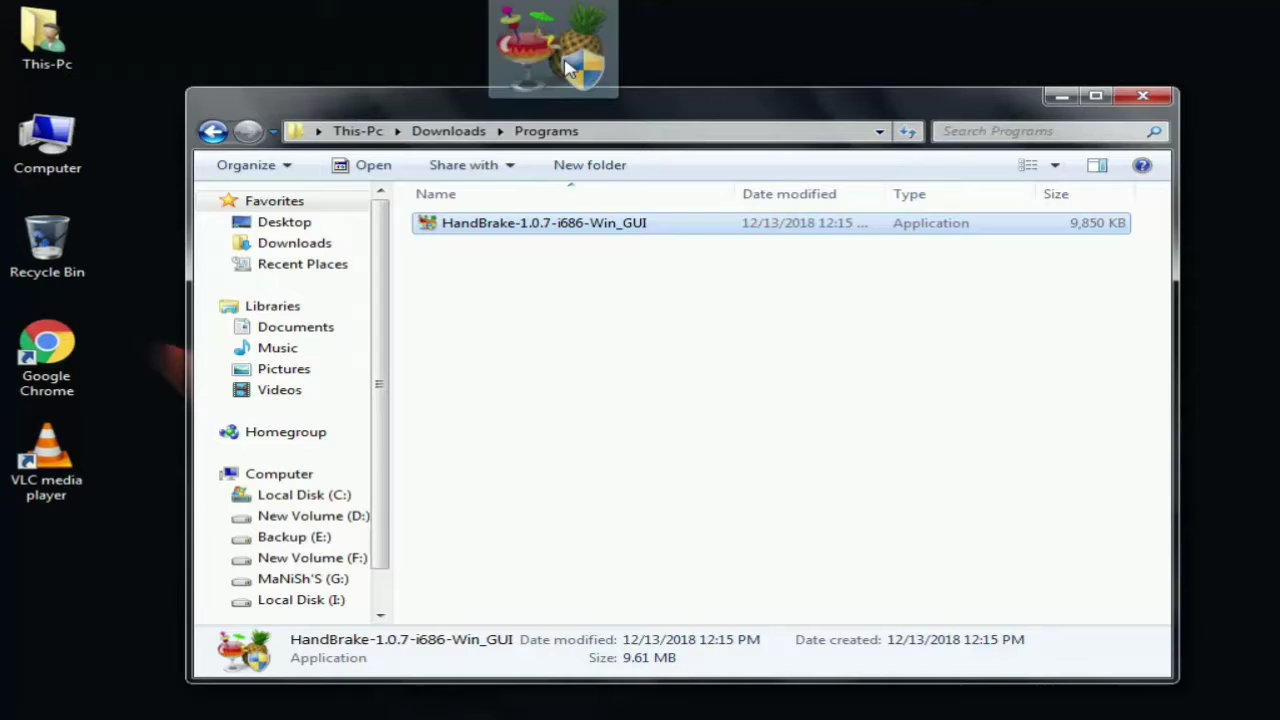 This-Pc
Computer
Recycle Bin
Google
Chrome
VLC media
player
This-Pc Downloads Programs
Search Programs
Organize Open Share with New folder
Name Date modified Type Size
HandBrake-1.0.7-i686-Win_GUI 12/13/2018 12:15 ... Application 9,850 KB
Favorites
Desktop
Downloads
Recent Places
Libraries
Documents
Music
Pictures
Videos
Homegroup
Computer
Local Disk (C:)
New Volume (D:)
Backup (E:)
New Volume (F:)
MaNiSh'S (G:)
Local Disk (I:)
HandBrake-1.0.7-i686-Win_GUI Date modified: 12/13/2018 12:15 PM Date created: 12/13/2018 12:15 PM
Application Size: 9.61 MB